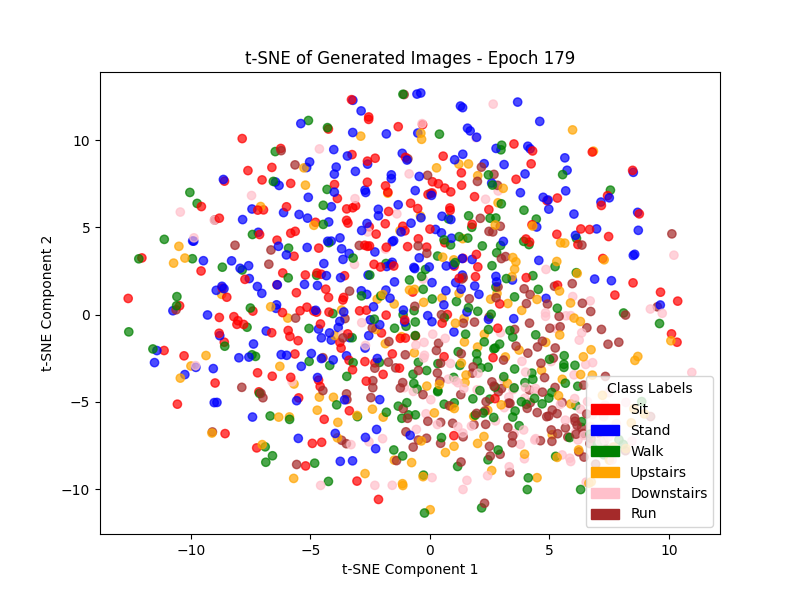 t-SNE of Generated Images - Epoch 179
t-SNE Component 2
10
5
0
−5
−10
−10
−5
0
5
10
t-SNE Component 1
Class Labels
Sit
Stand
Walk
Upstairs
Downstairs
Run